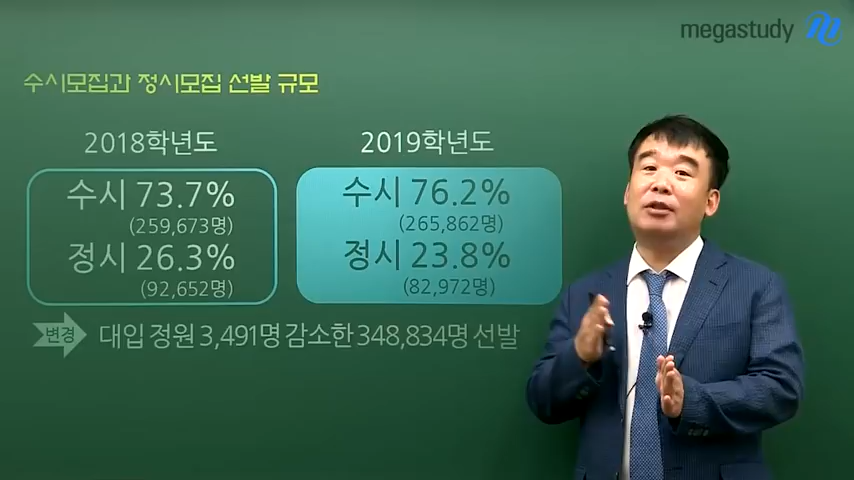 megastudy
수시모집과 정시모집 선발 규모
2018학년도
수시 73.7%
(259,673명)
정시 26.3%
(92,652명)
2019학년도
수시 76.2%
(265,862명)
정시 23.8%
(82,972명)
변경 대입 정원 3,491명 감소한 348,834명 선발